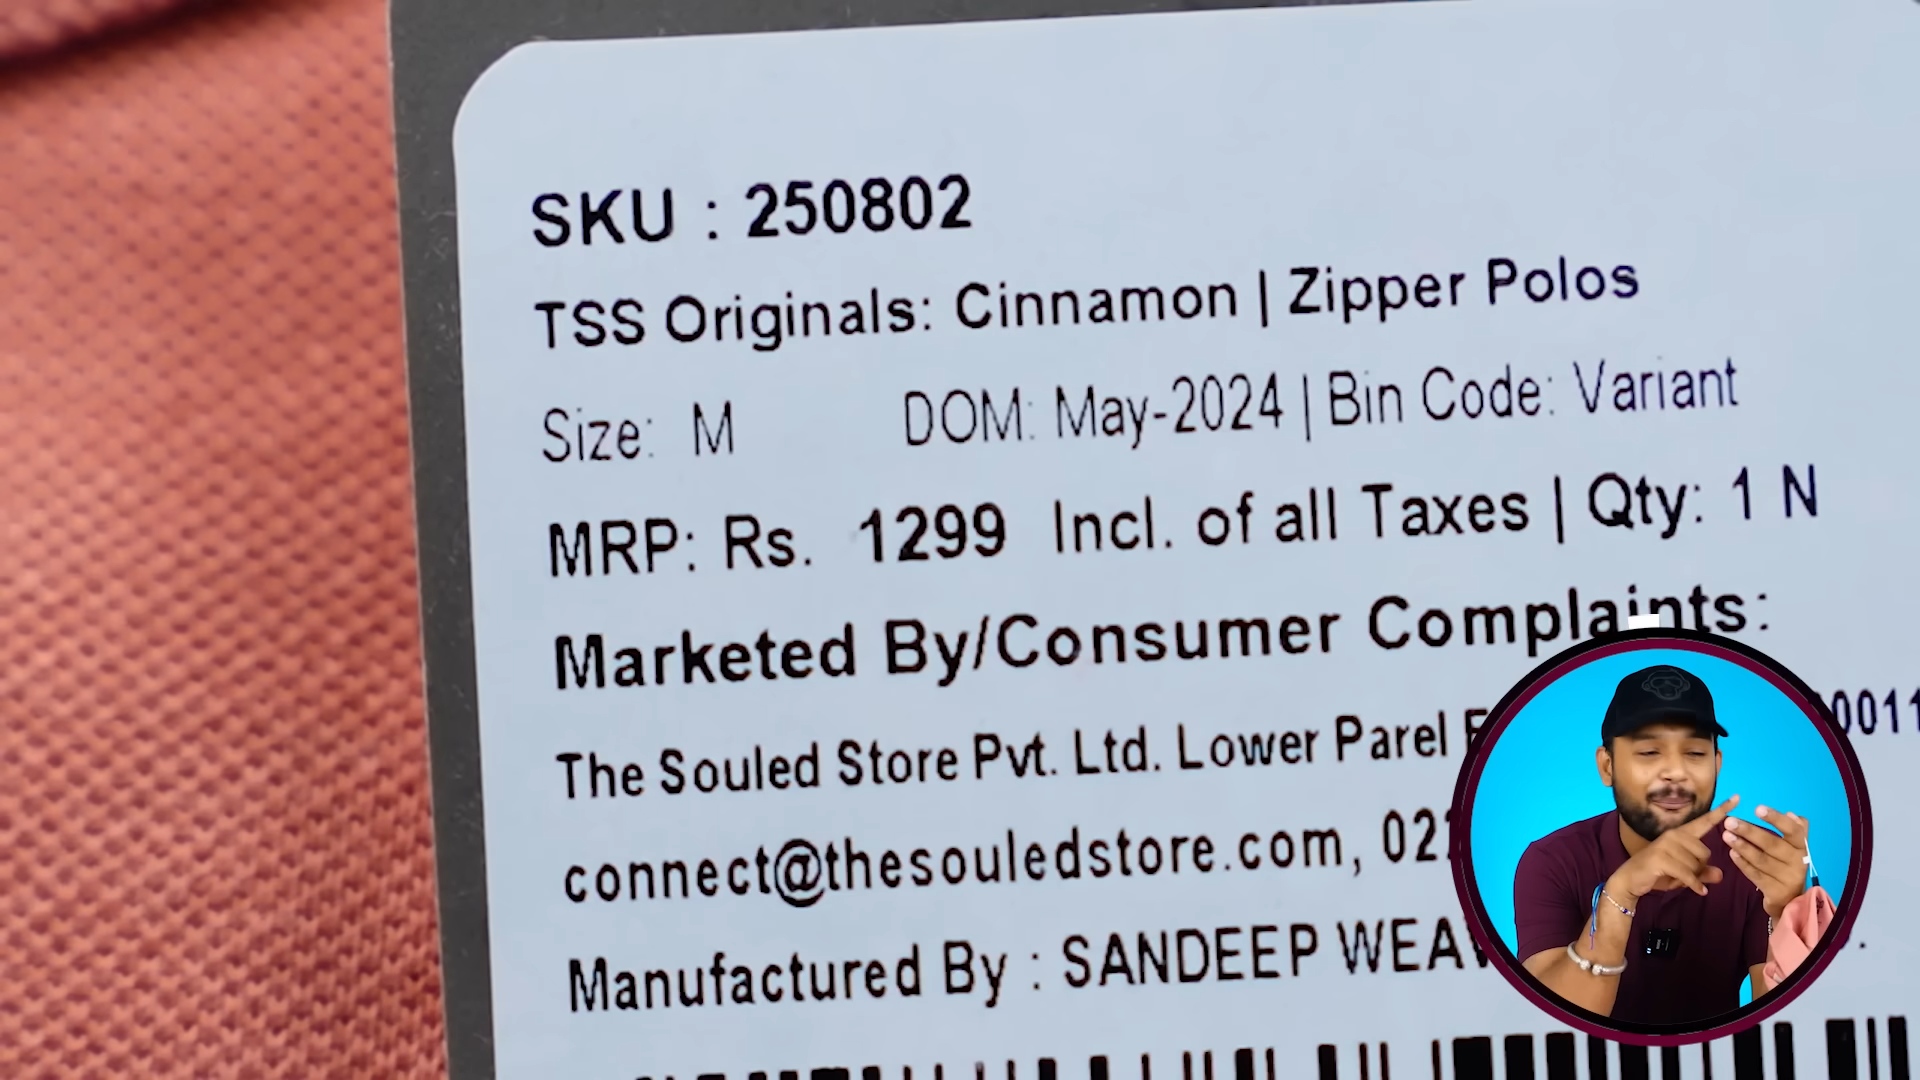 SKU : 250802
TSS Originals: Cinnamon | Zipper Polos
Size: M DOM: May-2024 | Bin Code: Variant
MRP: Rs. 1299 Incl. of all Taxes | Qty: 1 N
Marketed By/Consumer Complaints:
The Souled Store Pvt. Ltd. Lower Parel
connect@thesouledstore.com,
Manufactured By : SANDEEP